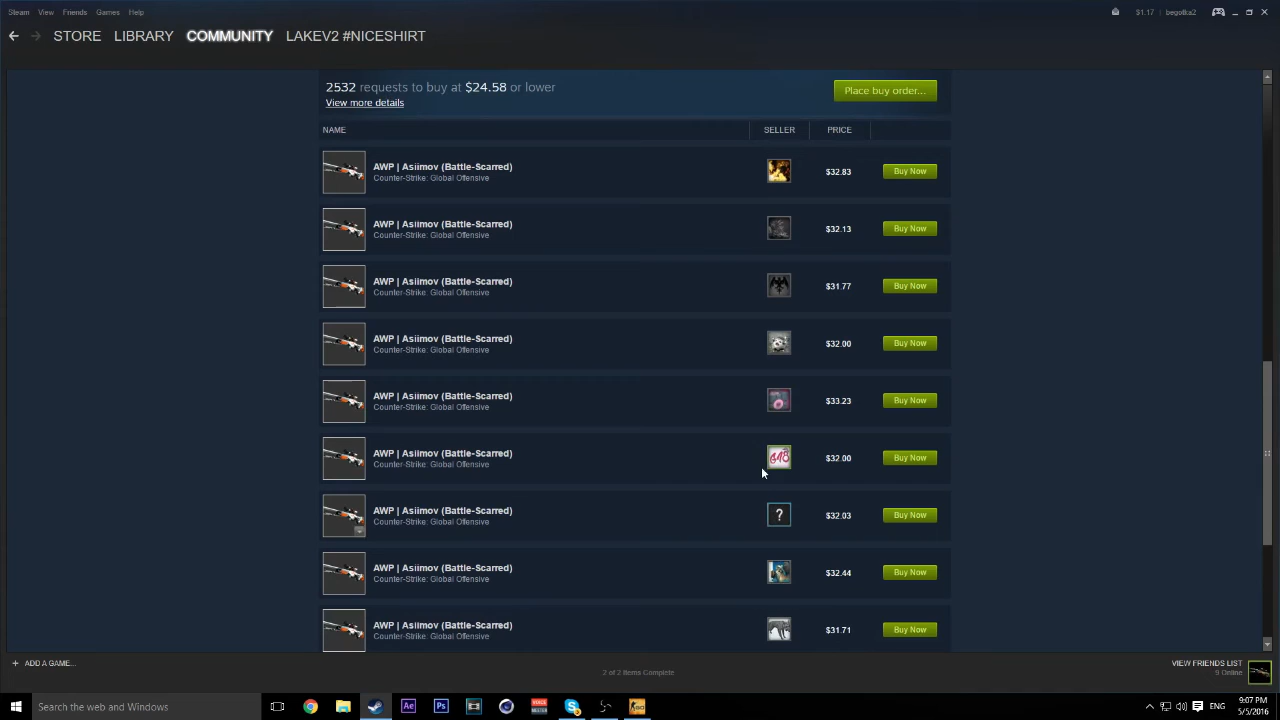 Steam View Friends Games Help $1.17 begotka2
STORE LIBRARY COMMUNITY LAKEV2 #NICESHIRT
2532 requests to buy at $24.58 or lower
Place buy order...
View more details
NAME SELLER PRICE
AWP | Asiimov (Battle-Scarred)
Counter-Strike: Global Offensive
$32.83 Buy Now
AWP | Asiimov (Battle-Scarred)
Counter-Strike: Global Offensive
$32.13 Buy Now
AWP | Asiimov (Battle-Scarred)
Counter-Strike: Global Offensive
$31.77 Buy Now
AWP | Asiimov (Battle-Scarred)
Counter-Strike: Global Offensive
$32.00 Buy Now
AWP | Asiimov (Battle-Scarred)
Counter-Strike: Global Offensive
$33.23 Buy Now
AWP | Asiimov (Battle-Scarred)
Counter-Strike: Global Offensive
$32.00 Buy Now
AWP | Asiimov (Battle-Scarred)
Counter-Strike: Global Offensive
? $32.03 Buy Now
AWP | Asiimov (Battle-Scarred)
Counter-Strike: Global Offensive
$32.44 Buy Now
AWP | Asiimov (Battle-Scarred)
Counter-Strike: Global Offensive
$31.71 Buy Now
+ ADD A GAME...
2 of 2 Items Complete
VIEW FRIENDS LIST
9 Online
Search the web and Windows
Ae Ps
ENG 9:07 PM
5/5/2016